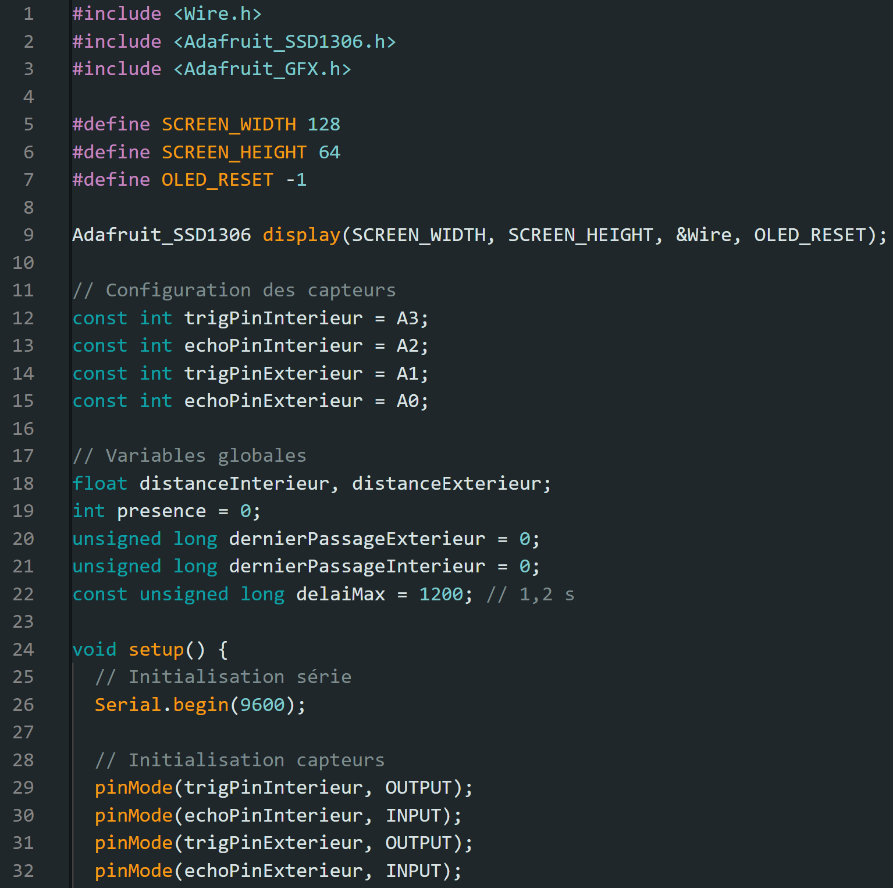 1 #include <Wire.h>
2 #include <Adafruit_SSD1306.h>
3 #include <Adafruit_GFX.h>
4
5 #define SCREEN_WIDTH 128
6 #define SCREEN_HEIGHT 64
7 #define OLED_RESET -1
8
9 Adafruit_SSD1306 display(SCREEN_WIDTH, SCREEN_HEIGHT, &Wire, OLED_RESET);
10
11 // Configuration des capteurs
12 const int trigPinInterieur = A3;
13 const int echoPinInterieur = A2;
14 const int trigPinExterieur = A1;
15 const int echoPinExterieur = A0;
16
17 // Variables globales
18 float distanceInterieur, distanceExterieur;
19 int presence = 0;
20 unsigned long dernierPassageExterieur = 0;
21 unsigned long dernierPassageInterieur = 0;
22 const unsigned long delaiMax = 1200; // 1,2 s
23
24 void setup() {
25   // Initialisation série
26   Serial.begin(9600);
27
28   // Initialisation capteurs
29   pinMode(trigPinInterieur, OUTPUT);
30   pinMode(echoPinInterieur, INPUT);
31   pinMode(trigPinExterieur, OUTPUT);
32   pinMode(echoPinExterieur, INPUT);